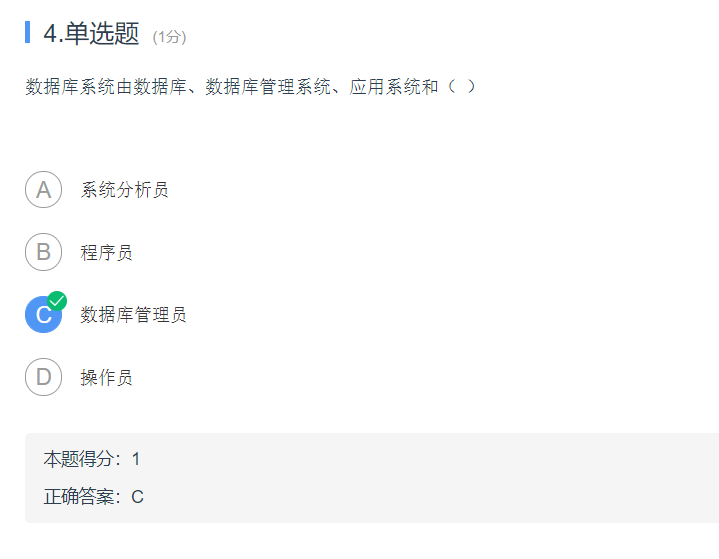 4.单选题 (1分)
数据库系统由数据库、数据库管理系统、应用系统和（ ）
A 系统分析员
B 程序员
C 数据库管理员
D 操作员
本题得分：1
正确答案：C